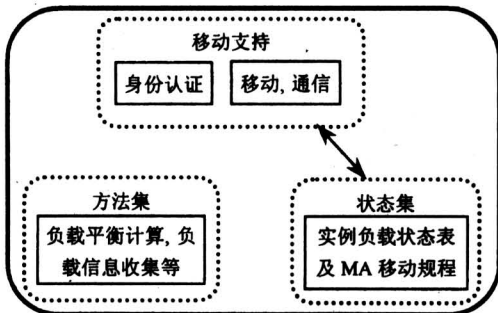 移动支持
身份认证
移动, 通信
方法集
负载平衡计算, 负
载信息收集等
状态集
实例负载状态表
及 MA 移动规程